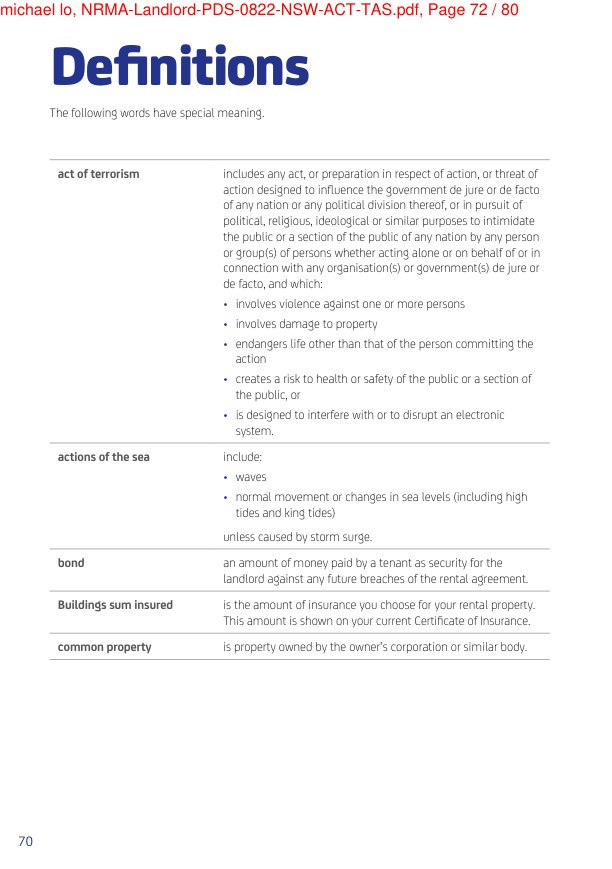 michael lo, NRMA-Landlord-PDS-0822-NSW-ACT-TAS.pdf, Page 72 / 80
Definitions
The following words have special meaning.
act of terrorism
includes any act, or preparation in respect of action, or threat of
action designed to influence the government de jure or de facto
of any nation or any political division thereof, or in pursuit of
political, religious, ideological or similar purposes to intimidate
the public or a section of the public of any nation by any person
or group(s) of persons whether acting alone or on behalf of or in
connection with any organisation(s) or government(s) de jure or
de facto, and which:
• involves violence against one or more persons
• involves damage to property
• endangers life other than that of the person committing the
action
• creates a risk to health or safety of the public or a section of
the public, or
• is designed to interfere with or to disrupt an electronic
system.
actions of the sea
include:
• waves
• normal movement or changes in sea levels (including high
tides and king tides)
unless caused by storm surge.
bond
an amount of money paid by a tenant as security for the
landlord against any future breaches of the rental agreement.
Buildings sum insured
is the amount of insurance you choose for your rental property.
This amount is shown on your current Certificate of Insurance.
common property
is property owned by the owner's corporation or similar body.
70